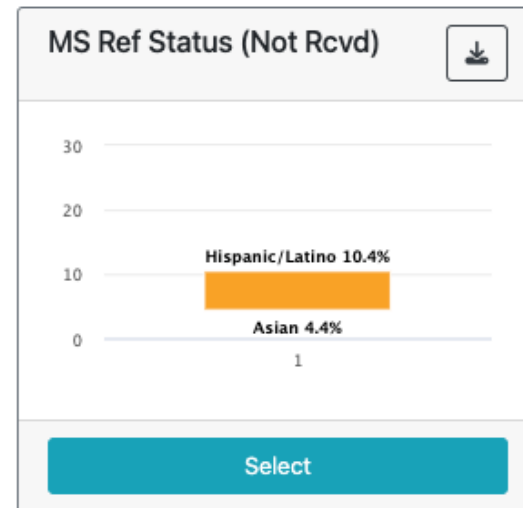 MS Ref Status (Not Rcvd)
30
20
Hispanic/Latino 10.4%
10
Asian 4.4%
0
1
Select